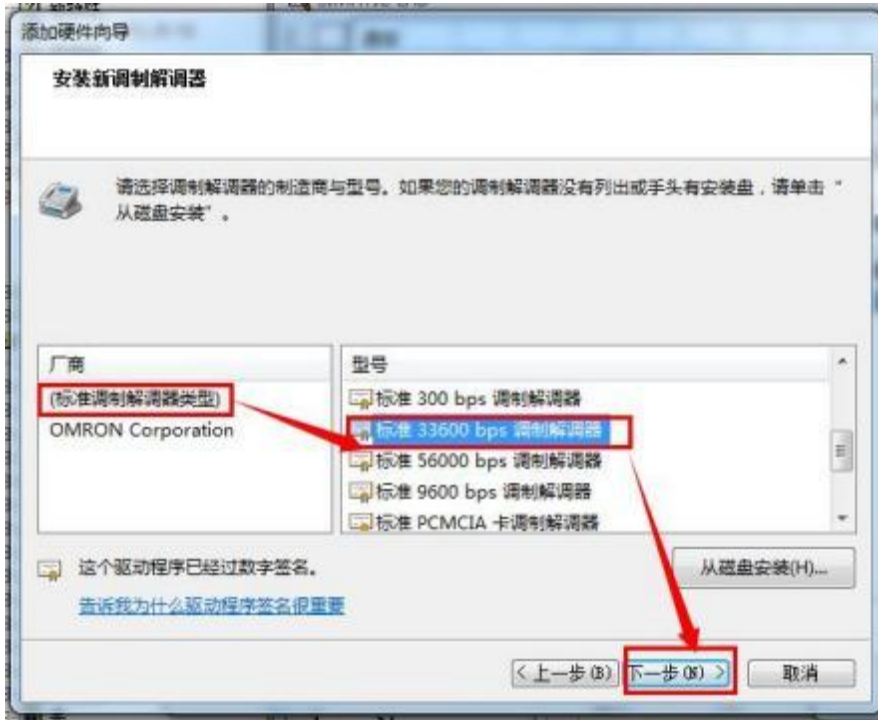 添加硬件向导
安装新调制解调器
请选择调制解调器的制造商与型号。如果您的调制解调器没有列出或手头有安装盘，请单击“
从磁盘安装”。
厂商
型号
(标准调制解调器类型)
标准 300 bps 调制解调器
OMRON Corporation
标准 33600 bps 调制解调器
标准 56000 bps 调制解调器
标准 9600 bps 调制解调器
标准 PCMCIA 卡调制解调器
这个驱动程序已经过数字签名。
从磁盘安装(H)...
告诉我为什么驱动程序签名很重要
< 上一步(B)
下一步(N) >
取消